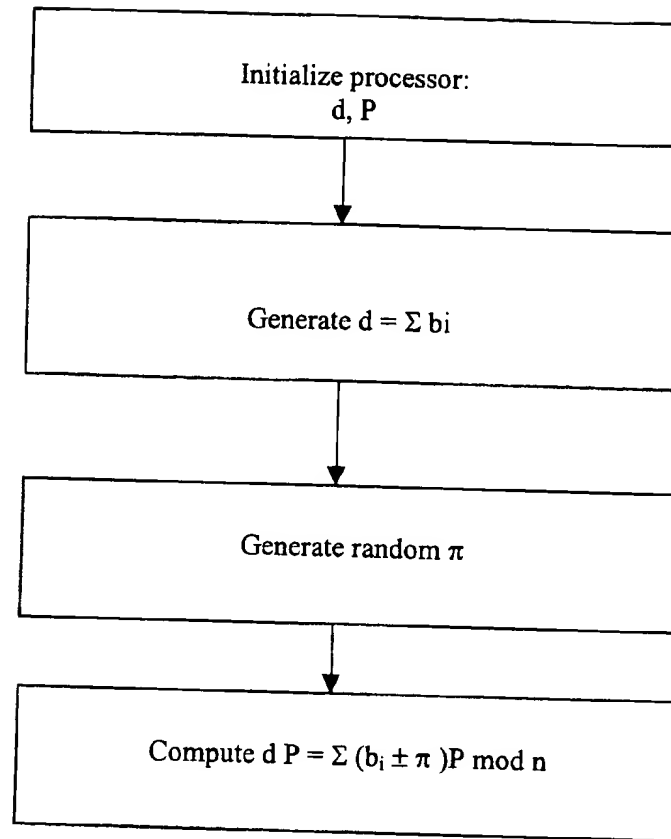 Initialize processor:
d, P
Generate d = Σ bi
Generate random π
Compute d P = Σ (bᵢ ± π )P mod n